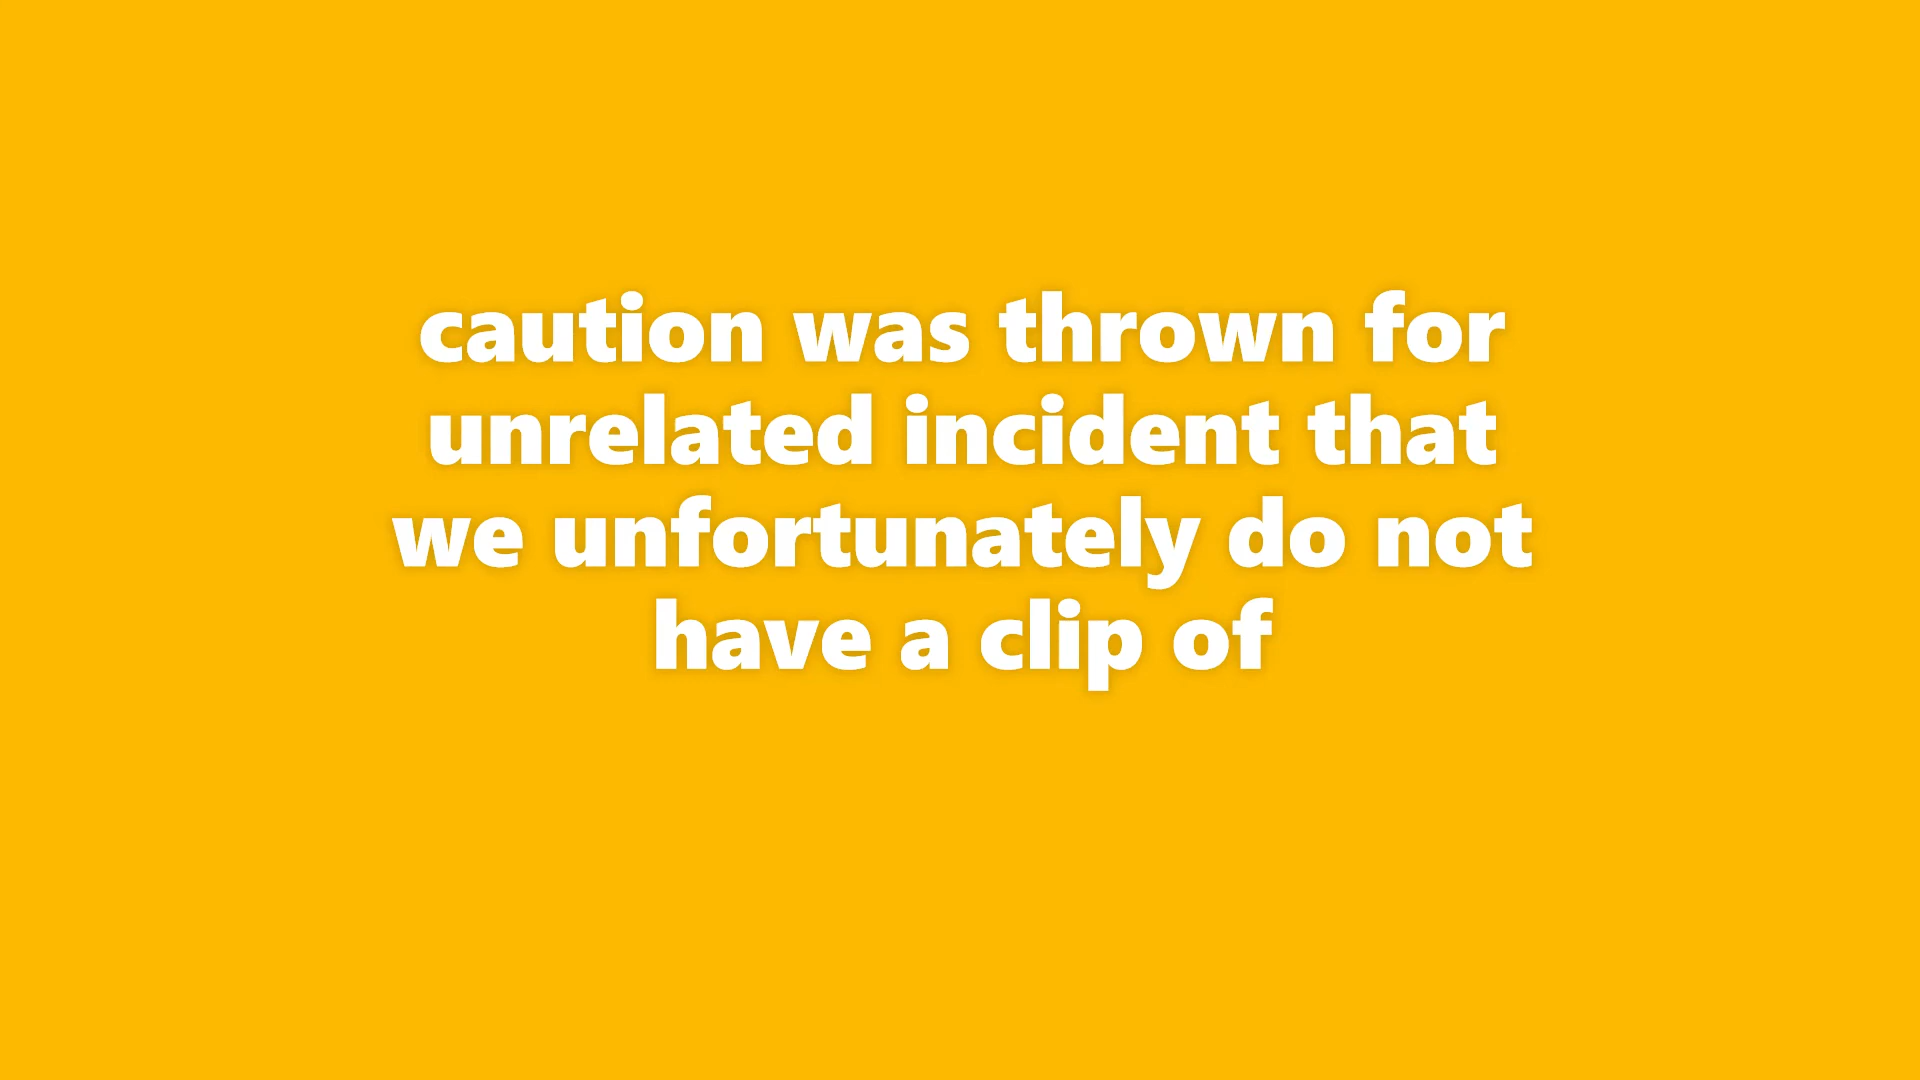 caution was thrown for
unrelated incident that
we unfortunately do not
have a clip of